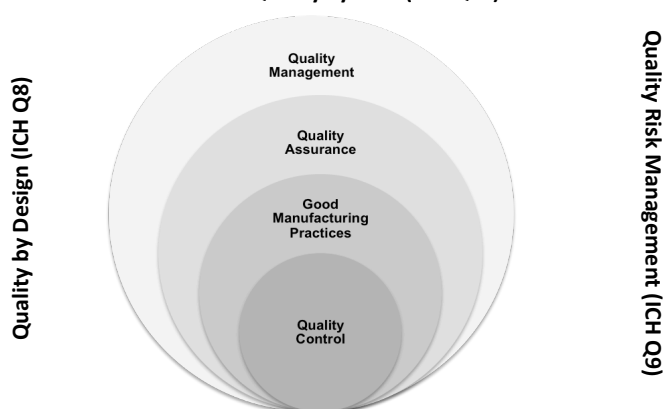 Quality
Management
Quality
Assurance
Good
Manufacturing
Practices
Quality
Control
Quality by Design (ICH Q8)
Quality Risk Management (ICH Q9)